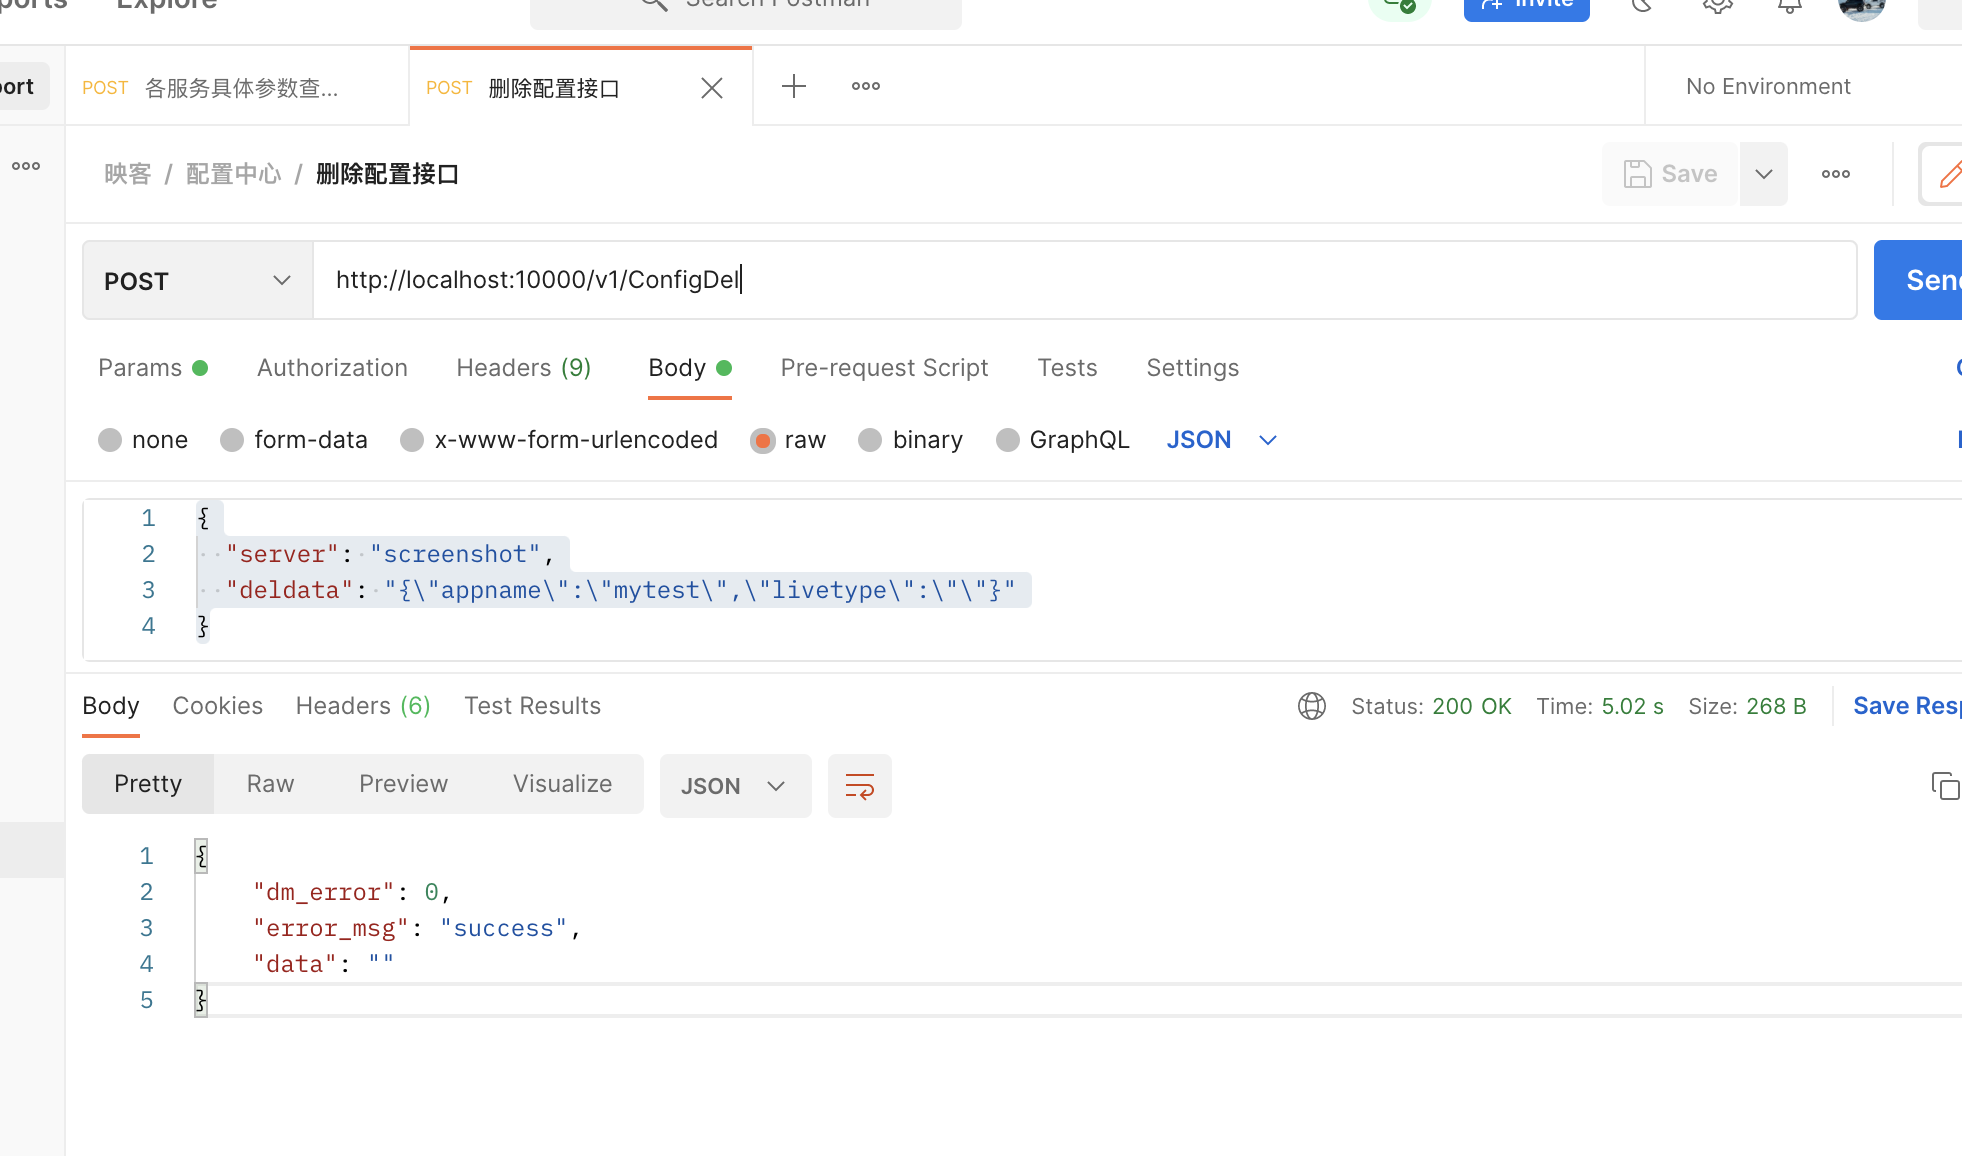 Explore
Search Postman
Invite
POST 各服务具体参数查...
POST 删除配置接口
No Environment
映客 / 配置中心 / 删除配置接口
Save
POST
http://localhost:10000/v1/ConfigDel
Params
Authorization
Headers (9)
Body
Pre-request Script
Tests
Settings
none
form-data
x-www-form-urlencoded
raw
binary
GraphQL
JSON
1 {
2 "server": "screenshot",
3 "deldata": "{\"appname\":\"mytest\",\"livetype\":\"\"}"
4 }
Body
Cookies
Headers (6)
Test Results
Status: 200 OK
Time: 5.02 s
Size: 268 B
Pretty
Raw
Preview
Visualize
JSON
1 {
2 "dm_error": 0,
3 "error_msg": "success",
4 "data": ""
5 }